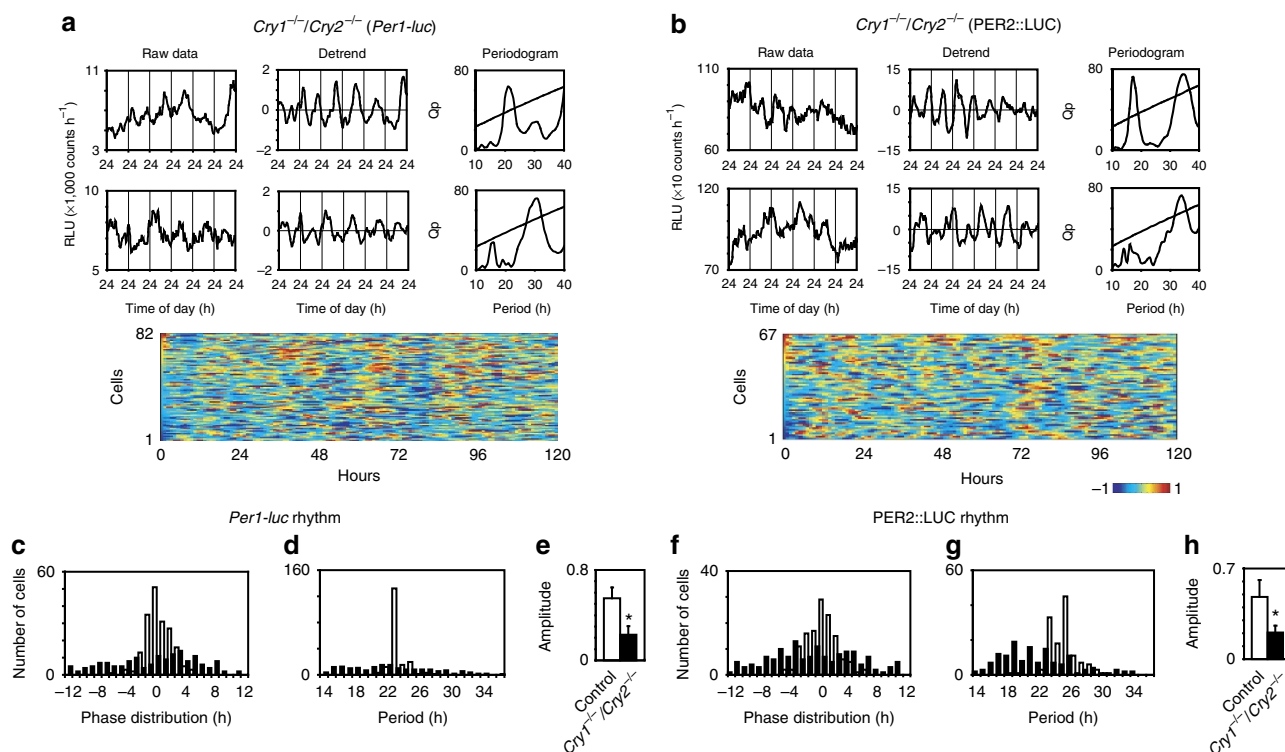 a
Cry1−/−/Cry2−/− (Per1-luc)
Raw data
Detrend
Periodogram
RLU (×1,000 counts h−1)
11
3
24 24 24 24 24 24 24
2
0
−2
24 24 24 24 24 24 24
Qp
80
0
10 20 30 40
10
5
24 24 24 24 24 24 24
2
0
−2
24 24 24 24 24 24 24
Qp
80
0
10 20 30 40
Time of day (h)
Time of day (h)
Period (h)
Cells
82
1
0 24 48 72 96 120
Hours
b
Cry1−/−/Cry2−/− (PER2::LUC)
Raw data
Detrend
Periodogram
RLU (×10 counts h−1)
110
60
24 24 24 24 24 24 24
15
0
−15
24 24 24 24 24 24 24
Qp
80
0
10 20 30 40
120
70
24 24 24 24 24 24 24
15
0
−15
24 24 24 24 24 24 24
Qp
80
0
10 20 30 40
Time of day (h)
Time of day (h)
Period (h)
Cells
67
1
0 24 48 72 96 120
Hours
−1 1
Per1-luc rhythm
c
Number of cells
60
0
−12 −8 −4 0 4 8 12
Phase distribution (h)
d
160
0
14 18 22 26 30 34
Period (h)
e
Amplitude
0.8
0
*
Control
Cry1−/−/Cry2−/−
PER2::LUC rhythm
f
Number of cells
40
0
−12 −8 −4 0 4 8 12
Phase distribution (h)
g
60
0
14 18 22 26 30 34
Period (h)
h
Amplitude
0.7
0
*
Control
Cry1−/−/Cry2−/−